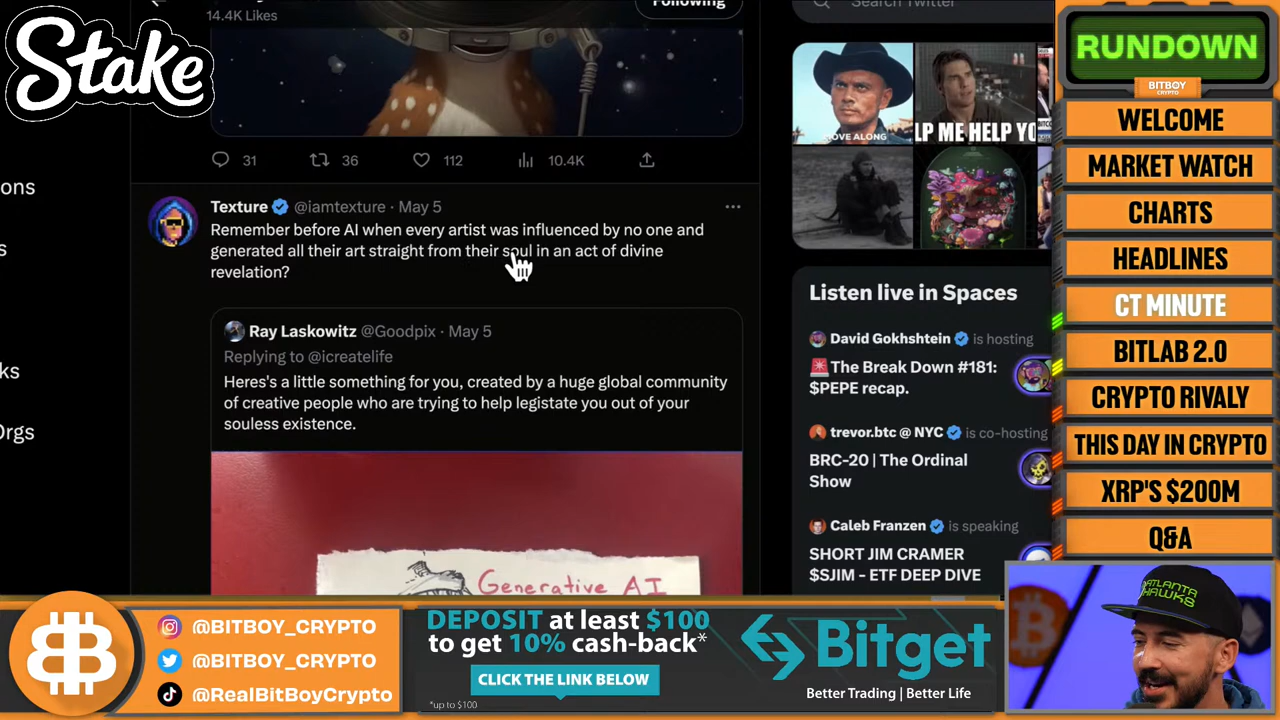 Stake
14.4K Likes
Following
Search Twitter
ons
s
ks
Orgs
31
36
112
10.4K
Texture @iamtexture · May 5
Remember before AI when every artist was influenced by no one and
generated all their art straight from their soul in an act of divine
revelation?
Ray Laskowitz @Goodpix · May 5
Replying to @icreatelife
Heres's a little something for you, created by a huge global community
of creative people who are trying to help legistate you out of your
souless existence.
Generative AI
MOVE ALONG
LP ME HELP YO
Listen live in Spaces
David Gokhshtein is hosting
🚨The Break Down #181:
$PEPE recap.
trevor.btc @ NYC is co-hosting
BRC-20 | The Ordinal
Show
Caleb Franzen is speaking
SHORT JIM CRAMER
$SJIM - ETF DEEP DIVE
RUNDOWN
BITBOY
CRYPTO
WELCOME
MARKET WATCH
CHARTS
HEADLINES
CT MINUTE
BITLAB 2.0
CRYPTO RIVALY
THIS DAY IN CRYPTO
XRP'S $200M
Q&A
@BITBOY_CRYPTO
@BITBOY_CRYPTO
@RealBitBoyCrypto
DEPOSIT at least $100
to get 10% cash-back*
CLICK THE LINK BELOW
*up to $100
Bitget
Better Trading | Better Life
ATLANTA
HAWKS